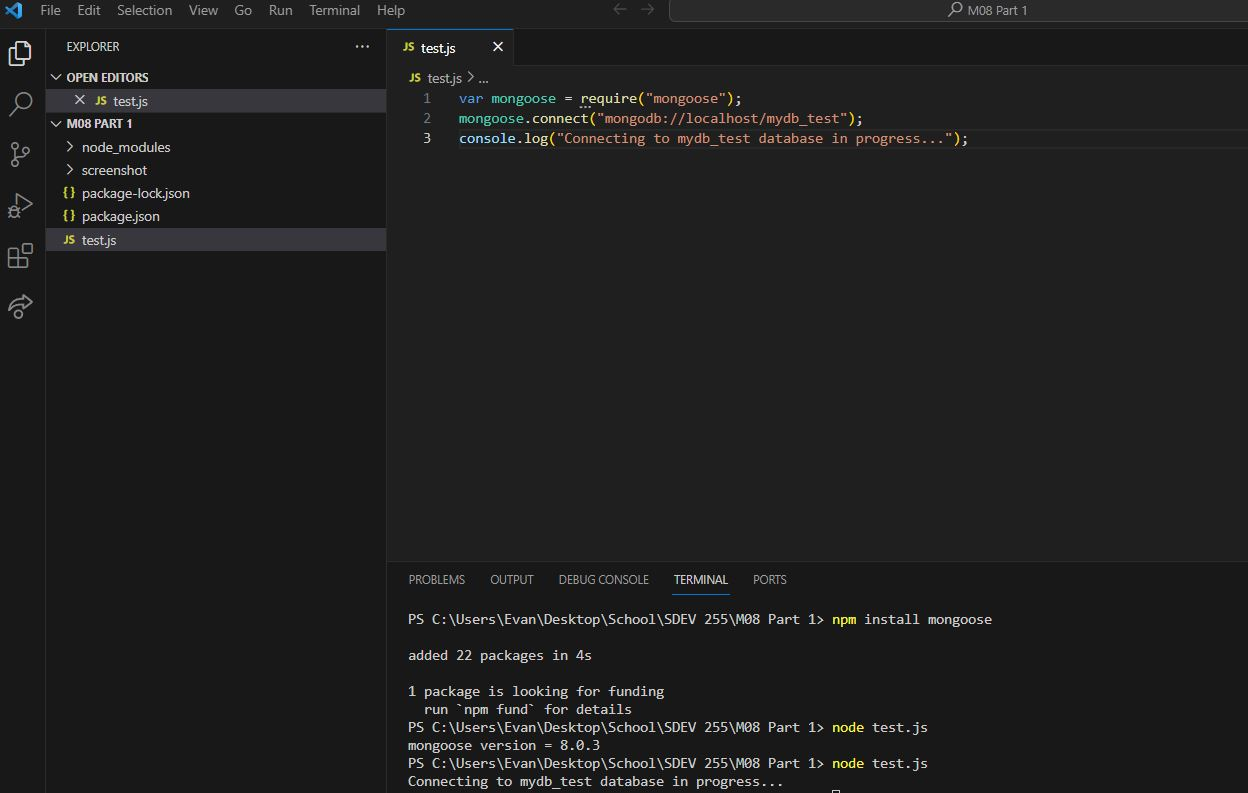 File Edit Selection View Go Run Terminal Help
M08 Part 1
EXPLORER
OPEN EDITORS
JS test.js
M08 PART 1
node_modules
screenshot
{} package-lock.json
{} package.json
JS test.js
JS test.js
JS test.js > ...
1 var mongoose = require("mongoose");
2 mongoose.connect("mongodb://localhost/mydb_test");
3 console.log("Connecting to mydb_test database in progress...");
PROBLEMS OUTPUT DEBUG CONSOLE TERMINAL PORTS
PS C:\Users\Evan\Desktop\School\SDEV 255\M08 Part 1> npm install mongoose
added 22 packages in 4s
1 package is looking for funding
run `npm fund` for details
PS C:\Users\Evan\Desktop\School\SDEV 255\M08 Part 1> node test.js
mongoose version = 8.0.3
PS C:\Users\Evan\Desktop\School\SDEV 255\M08 Part 1> node test.js
Connecting to mydb_test database in progress...